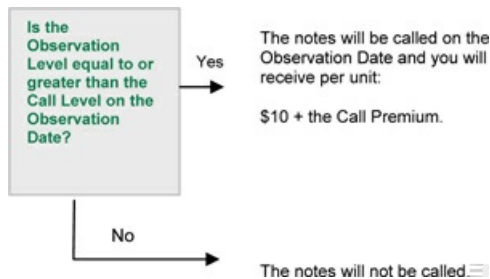 Is the
Observation
Level equal to or
greater than the
Call Level on the
Observation
Date?
Yes
The notes will be called on the
Observation Date and you will
receive per unit:
$10 + the Call Premium.
No
The notes will not be called.